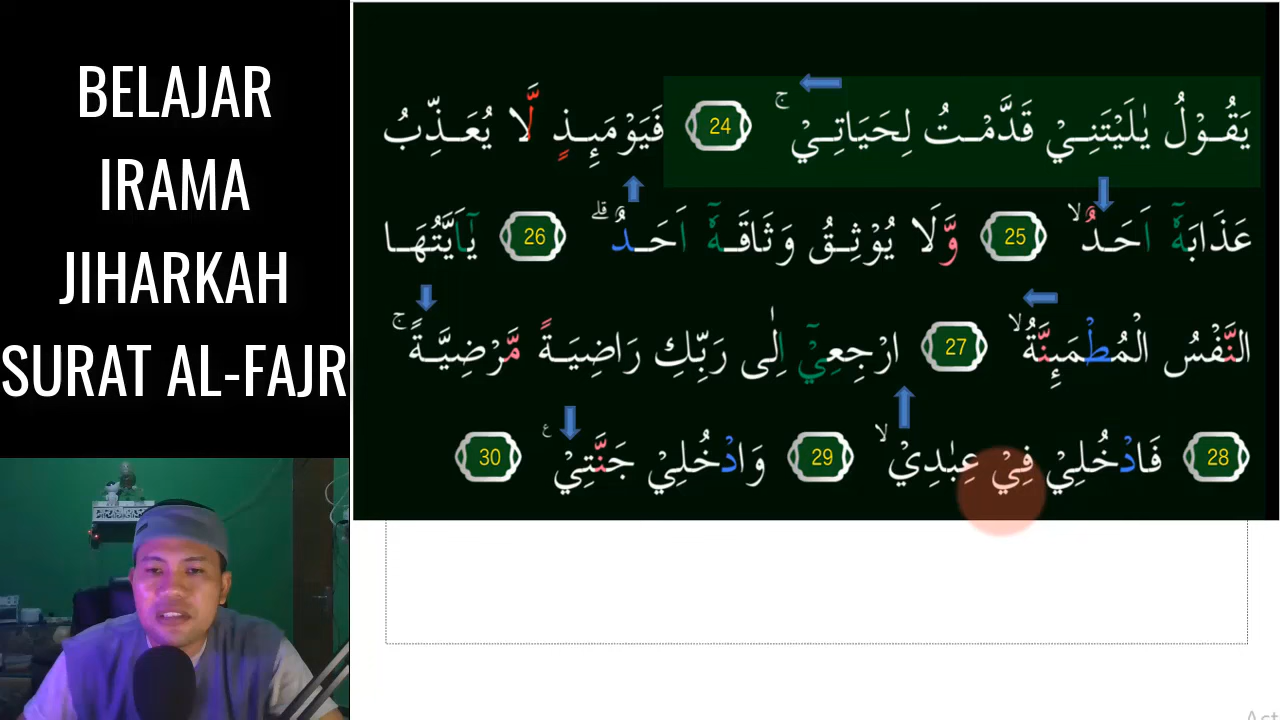 BELAJAR
IRAMA
JIHARKAH
SURAT AL-FAJR
يَقُوْلُ يٰلَيْتَنِيْ قَدَّمْتُ لِحَيَاتِيْ ۚ 24 فَيَوْمَىِٕذٍ لَّا يُعَذِّبُ
عَذَابَهٗٓ اَحَدٌ ۙ 25 وَّلَا يُوْثِقُ وَثَاقَهٗٓ اَحَدٌ ۗ 26 يٰٓاَيَّتُهَا
النَّفْسُ الْمُطْمَىِٕنَّةُ ۙ 27 ارْجِعِيْٓ اِلٰى رَبِّكِ رَاضِيَةً مَّرْضِيَّةً ۚ
28 فَادْخُلِيْ فِيْ عِبٰدِيْ ۙ 29 وَادْخُلِيْ جَنَّتِيْ ࣖ 30